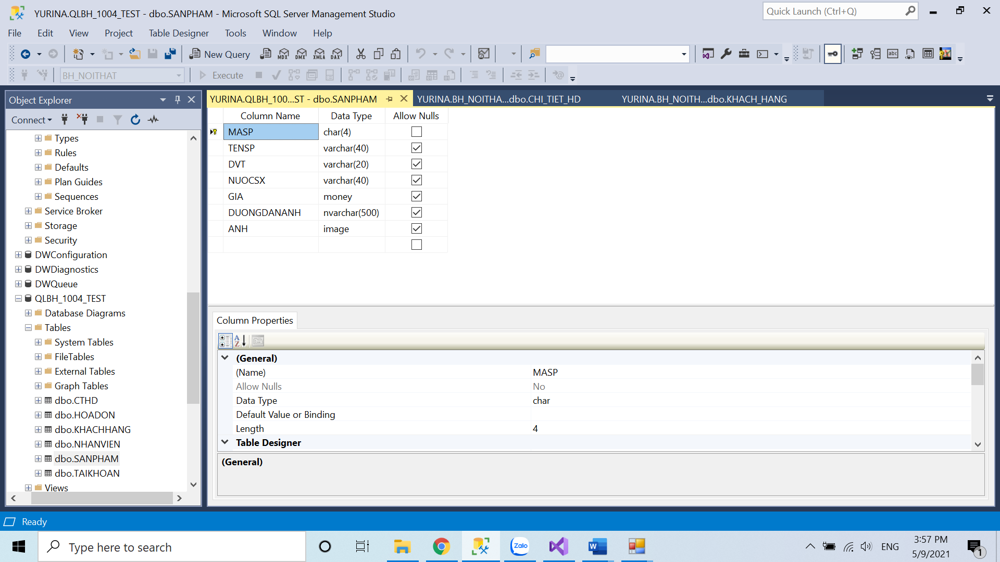 YURINA.QLBH_1004_TEST - dbo.SANPHAM - Microsoft SQL Server Management Studio
Quick Launch (Ctrl+Q)
File Edit View Project Table Designer Tools Window Help
New Query MDX DMX XMLA DAX abc
BH_NOITHAT Execute
Object Explorer
YURINA.QLBH_100...ST - dbo.SANPHAM
YURINA.BH_NOITHA...dbo.CHI_TIET_HD
YURINA.BH_NOITH...dbo.KHACH_HANG
Connect
Types
Rules
Defaults
Plan Guides
Sequences
Service Broker
Storage
Security
DWConfiguration
DWDiagnostics
DWQueue
QLBH_1004_TEST
Database Diagrams
Tables
System Tables
FileTables
External Tables
Graph Tables
dbo.CTHD
dbo.HOADON
dbo.KHACHHANG
dbo.NHANVIEN
dbo.SANPHAM
dbo.TAIKHOAN
Views
Column Name Data Type Allow Nulls
MASP char(4)
TENSP varchar(40)
DVT varchar(20)
NUOCSX varchar(40)
GIA money
DUONGDANANH nvarchar(500)
ANH image
Column Properties
A
Z
(General)
(Name) MASP
Allow Nulls No
Data Type char
Default Value or Binding
Length 4
Table Designer
(General)
Ready
Type here to search
Zalo
W
ENG
3:57 PM
5/9/2021
1